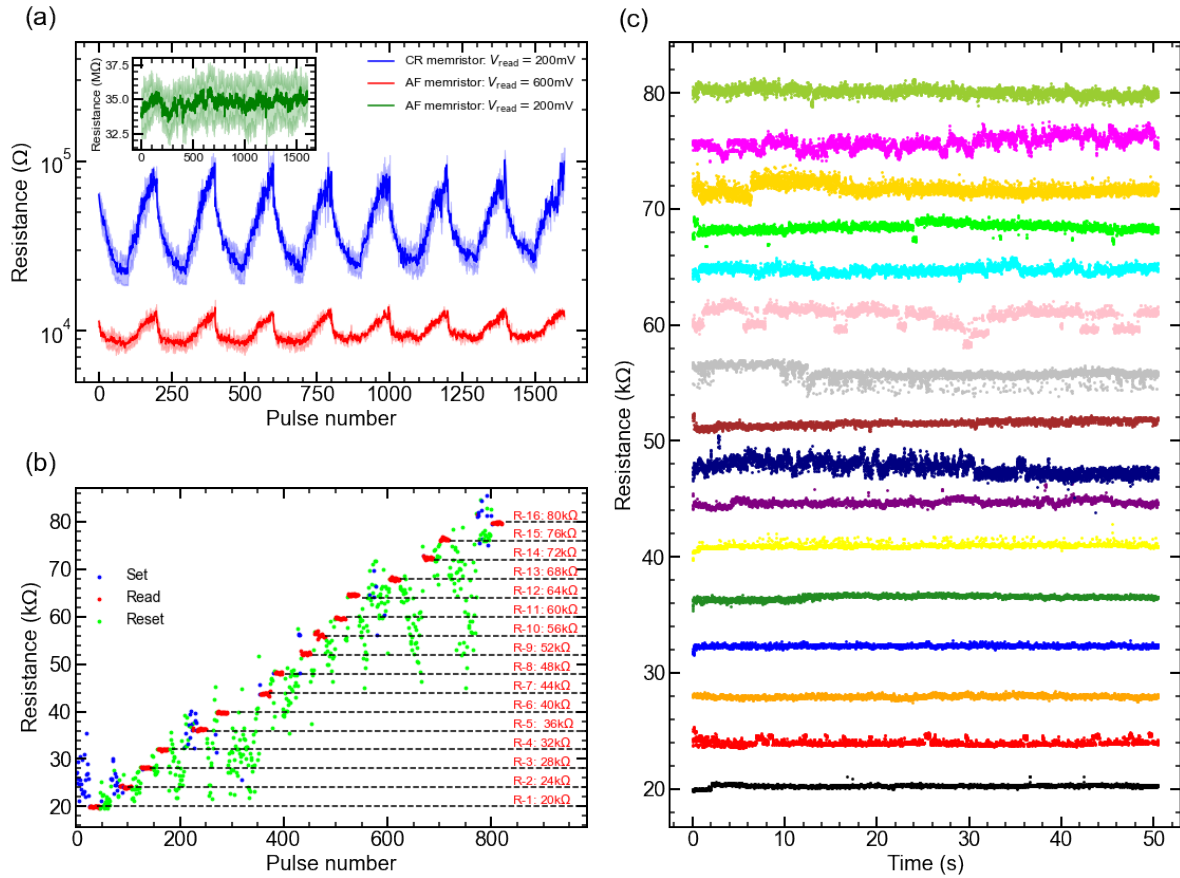 (a)
CR memristor: Vread = 200mV
AF memristor: Vread = 600mV
AF memristor: Vread = 200mV
Resistance (MΩ)
37.5
35.0
32.5
0 500 1000 1500
Resistance (Ω)
10^5
10^4
0 250 500 750 1000 1250 1500
Pulse number
(b)
Set
Read
Reset
R-16: 80kΩ
R-15: 76kΩ
R-14: 72kΩ
R-13: 68kΩ
R-12: 64kΩ
R-11: 60kΩ
R-10: 56kΩ
R-9: 52kΩ
R-8: 48kΩ
R-7: 44kΩ
R-6: 40kΩ
R-5: 36kΩ
R-4: 32kΩ
R-3: 28kΩ
R-2: 24kΩ
R-1: 20kΩ
Resistance (kΩ)
80
70
60
50
40
30
20
0 200 400 600 800
Pulse number
(c)
Resistance (kΩ)
80
70
60
50
40
30
20
0 10 20 30 40 50
Time (s)